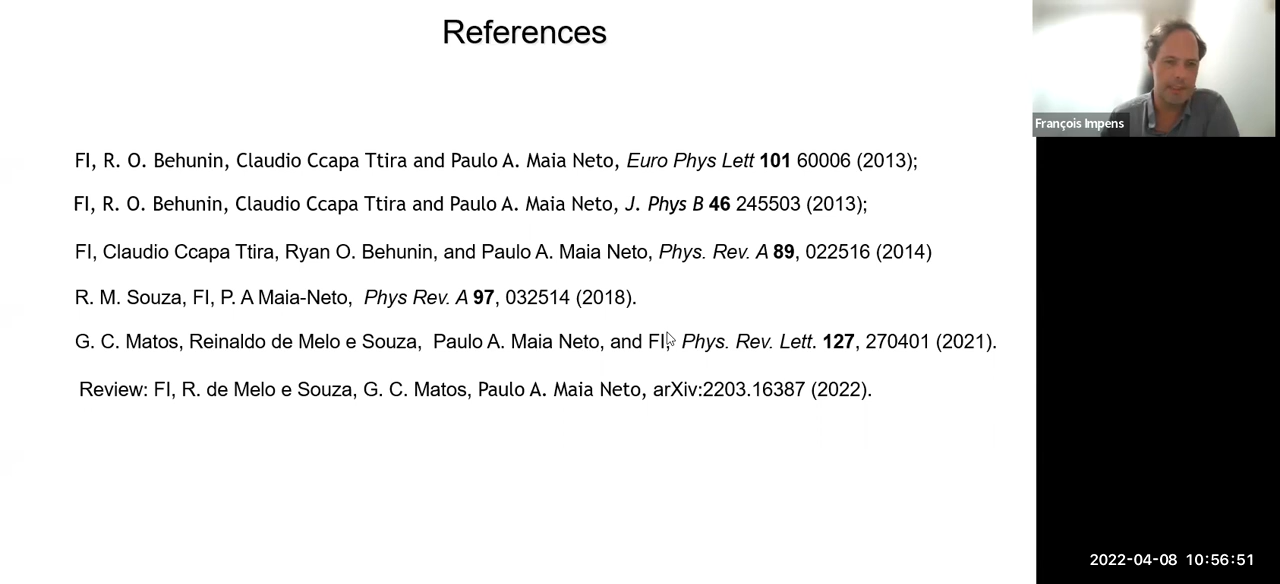 References
François Impens
FI, R. O. Behunin, Claudio Ccapa Ttira and Paulo A. Maia Neto, Euro Phys Lett 101 60006 (2013);
FI, R. O. Behunin, Claudio Ccapa Ttira and Paulo A. Maia Neto, J. Phys B 46 245503 (2013);
FI, Claudio Ccapa Ttira, Ryan O. Behunin, and Paulo A. Maia Neto, Phys. Rev. A 89, 022516 (2014)
R. M. Souza, FI, P. A Maia-Neto, Phys Rev. A 97, 032514 (2018).
G. C. Matos, Reinaldo de Melo e Souza, Paulo A. Maia Neto, and FI, Phys. Rev. Lett. 127, 270401 (2021).
Review: FI, R. de Melo e Souza, G. C. Matos, Paulo A. Maia Neto, arXiv:2203.16387 (2022).
2022-04-08 10:56:51